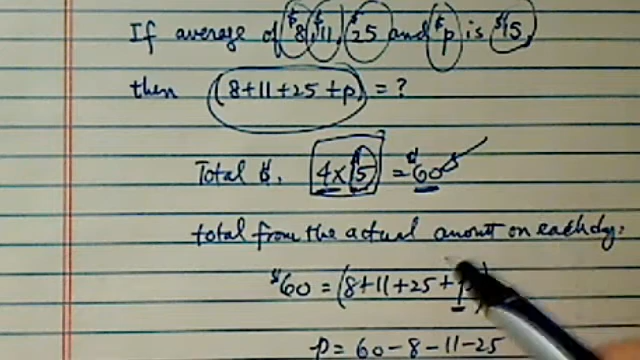 If average of $8, $11, $25 and $p is $15,
then (8+11+25+p) = ?
Total $. 4×15 = $60
total from the actual amount on each day:
$60 = (8+11+25+p)
p = 60-8-11-25